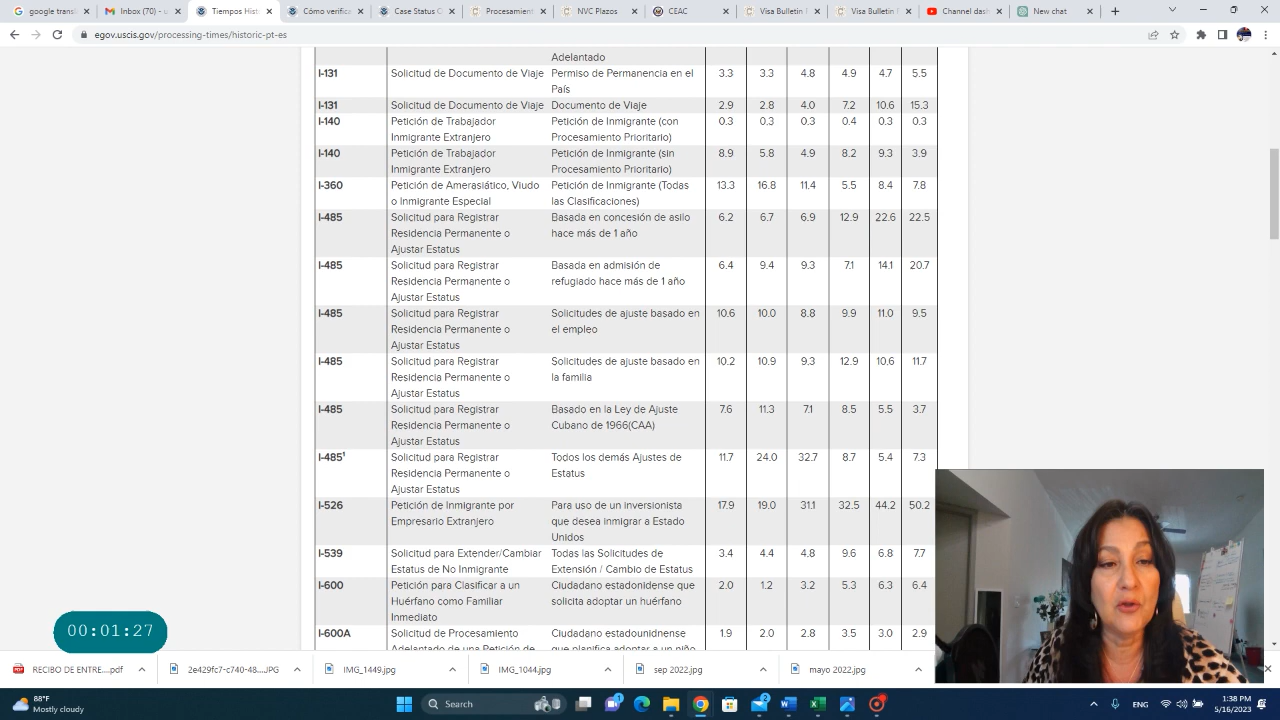 google transl
Inbox (70) - u
Tiempos Hist
Cómo verifica
Case Status O
Procesamient
NVC Plazos
CEAC
Visa Bulletin F
Visa Bulletin F
Channel dash
New chat
egov.uscis.gov/processing-times/historic-pt-es
Adelantado
I-131 Solicitud de Documento de Viaje Permiso de Permanencia en el 3.3 3.3 4.8 4.9 4.7 5.5
País
I-131 Solicitud de Documento de Viaje Documento de Viaje 2.9 2.8 4.0 7.2 10.6 15.3
I-140 Petición de Trabajador Petición de Inmigrante (con 0.3 0.3 0.3 0.4 0.3 0.3
Inmigrante Extranjero Procesamiento Prioritario)
I-140 Petición de Trabajador Petición de Inmigrante (sin 8.9 5.8 4.9 8.2 9.3 3.9
Inmigrante Extranjero Procesamiento Prioritario)
I-360 Petición de Amerasiático, Viudo Petición de Inmigrante (Todas 13.3 16.8 11.4 5.5 8.4 7.8
o Inmigrante Especial las Clasificaciones)
I-485 Solicitud para Registrar Basada en concesión de asilo 6.2 6.7 6.9 12.9 22.6 22.5
Residencia Permanente o hace más de 1 año
Ajustar Estatus
I-485 Solicitud para Registrar Basada en admisión de 6.4 9.4 9.3 7.1 14.1 20.7
Residencia Permanente o refugiado hace más de 1 año
Ajustar Estatus
I-485 Solicitud para Registrar Solicitudes de ajuste basado en 10.6 10.0 8.8 9.9 11.0 9.5
Residencia Permanente o el empleo
Ajustar Estatus
I-485 Solicitud para Registrar Solicitudes de ajuste basado en 10.2 10.9 9.3 12.9 10.6 11.7
Residencia Permanente o la familia
Ajustar Estatus
I-485 Solicitud para Registrar Basado en la Ley de Ajuste 7.6 11.3 7.1 8.5 5.5 3.7
Residencia Permanente o Cubano de 1966(CAA)
Ajustar Estatus
I-485¹ Solicitud para Registrar Todos los demás Ajustes de 11.7 24.0 32.7 8.7 5.4 7.3
Residencia Permanente o Estatus
Ajustar Estatus
I-526 Petición de Inmigrante por Para uso de un inversionista 17.9 19.0 31.1 32.5 44.2 50.2
Empresario Extranjero que desea inmigrar a Estado
Unidos
I-539 Solicitud para Extender/Cambiar Todas las Solicitudes de 3.4 4.4 4.8 9.6 6.8 7.7
Estatus de No Inmigrante Extensión / Cambio de Estatus
I-600 Petición para Clasificar a un Ciudadano estadonidense que 2.0 1.2 3.2 5.3 6.3 6.4
Huérfano como Familiar solicita adoptar un huérfano
Inmediato
I-600A Solicitud de Procesamiento Ciudadano estadounidnense 1.9 2.0 2.8 3.5 3.0 2.9
Adelantado de una Petición de que planifica adoptar a un niño
00:01:27
RECIBO DE ENTRE....pdf
2e429fc7-c740-48....JPG
IMG_1449.jpg
IMG_1044.jpg
sep 2022.jpg
mayo 2022.jpg
88°F
Mostly cloudy
Search
1
2
ENG
1:38 PM
5/16/2023